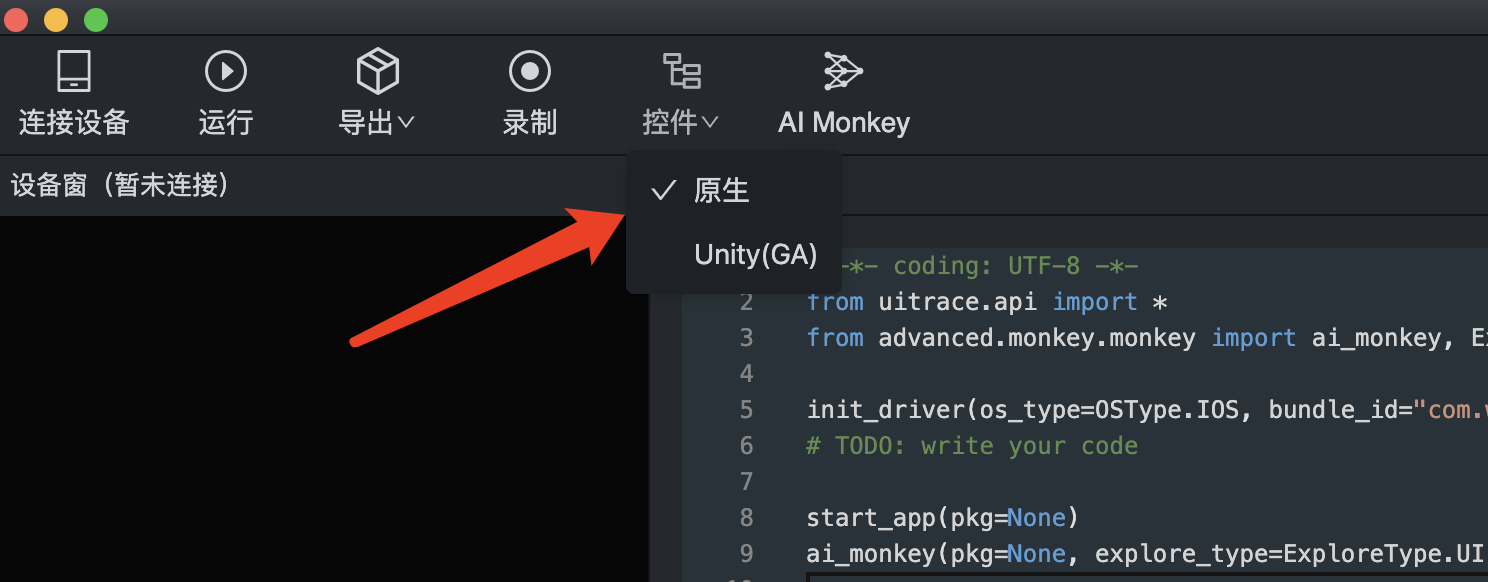 连接设备
运行
导出
录制
控件
AI Monkey
设备窗（暂未连接）
原生
Unity(GA)
-*- coding: UTF-8 -*-
2 from uitrace.api import *
3 from advanced.monkey.monkey import ai_monkey, Ex
4
5 init_driver(os_type=OSType.IOS, bundle_id="com.w
6 # TODO: write your code
7
8 start_app(pkg=None)
9 ai_monkey(pkg=None, explore_type=ExploreType.UI